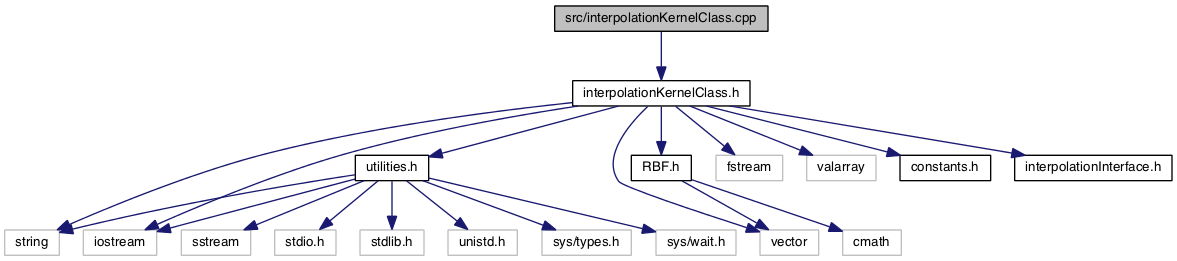 src/interpolationKernelClass.cpp
interpolationKernelClass.h
utilities.h
RBF.h
fstream
valarray
constants.h
interpolationInterface.h
string
iostream
sstream
stdio.h
stdlib.h
unistd.h
sys/types.h
sys/wait.h
vector
cmath